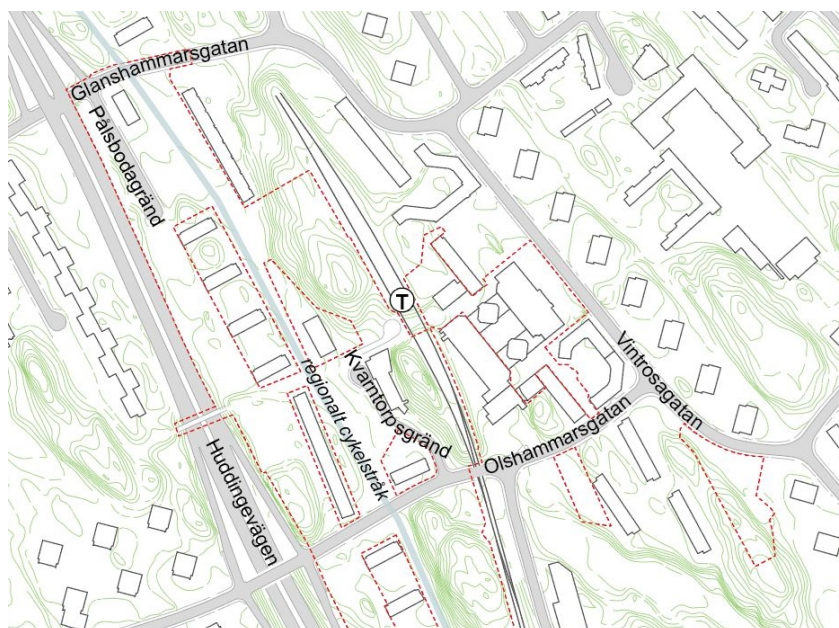 Glanshammarsgatan
Pålsbodagränd
T
Vintrosagatan
regionalt cykelstråk
Kvarntorpsgränd
Olshammarsgatan
Huddingevägen